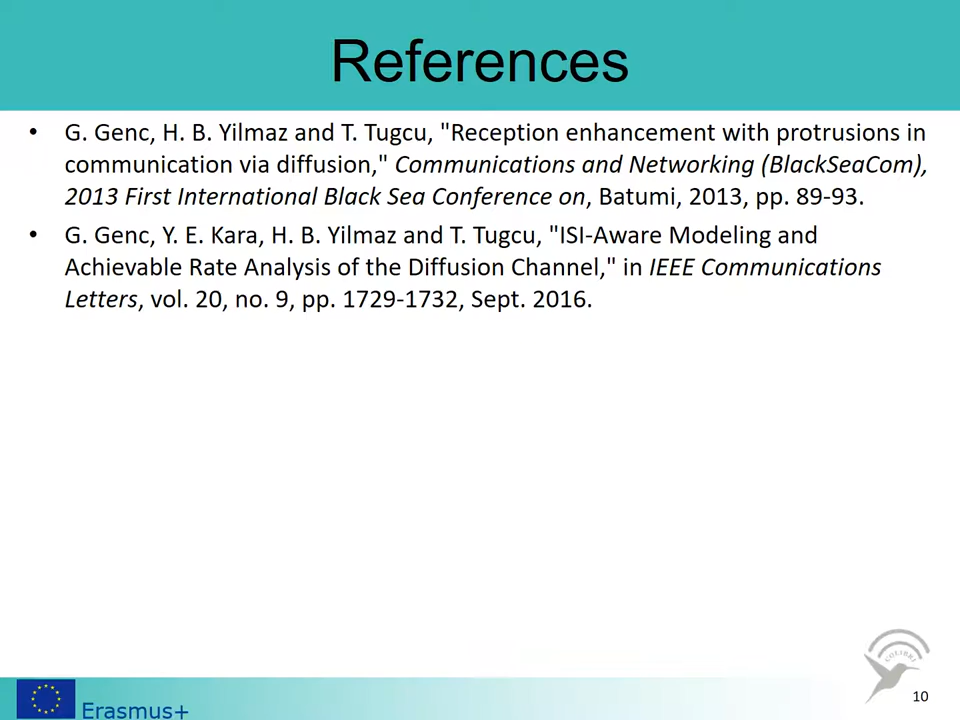 References
• G. Genc, H. B. Yilmaz and T. Tugcu, "Reception enhancement with protrusions in
communication via diffusion," Communications and Networking (BlackSeaCom),
2013 First International Black Sea Conference on, Batumi, 2013, pp. 89-93.
• G. Genc, Y. E. Kara, H. B. Yilmaz and T. Tugcu, "ISI-Aware Modeling and
Achievable Rate Analysis of the Diffusion Channel," in IEEE Communications
Letters, vol. 20, no. 9, pp. 1729-1732, Sept. 2016.
COLIBRI
Erasmus+
10